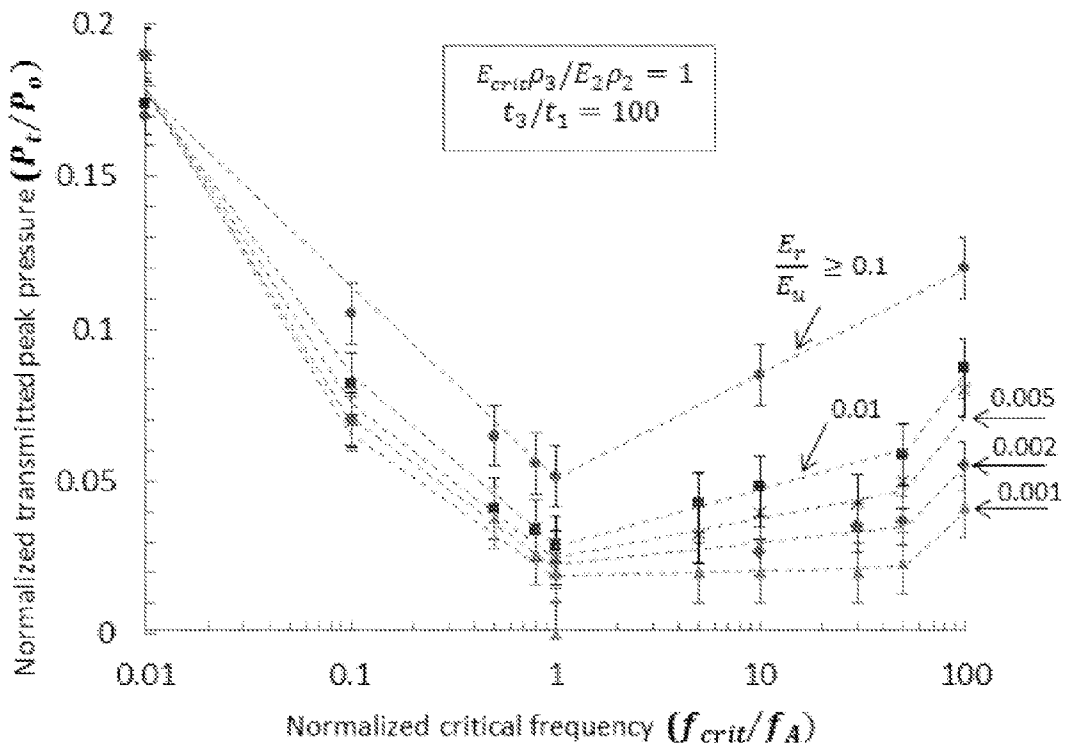 0.2
0.15
0.1
0.05
0
Normalized transmitted peak pressure (P_t/P_o)
E_crit ρ_3/E_2 ρ_2 = 1
t_3/t_1 = 100
E_r/E_u ≥ 0.1
0.01
0.005
0.002
0.001
0.01 0.1 1 10 100
Normalized critical frequency (f_crit/f_A)